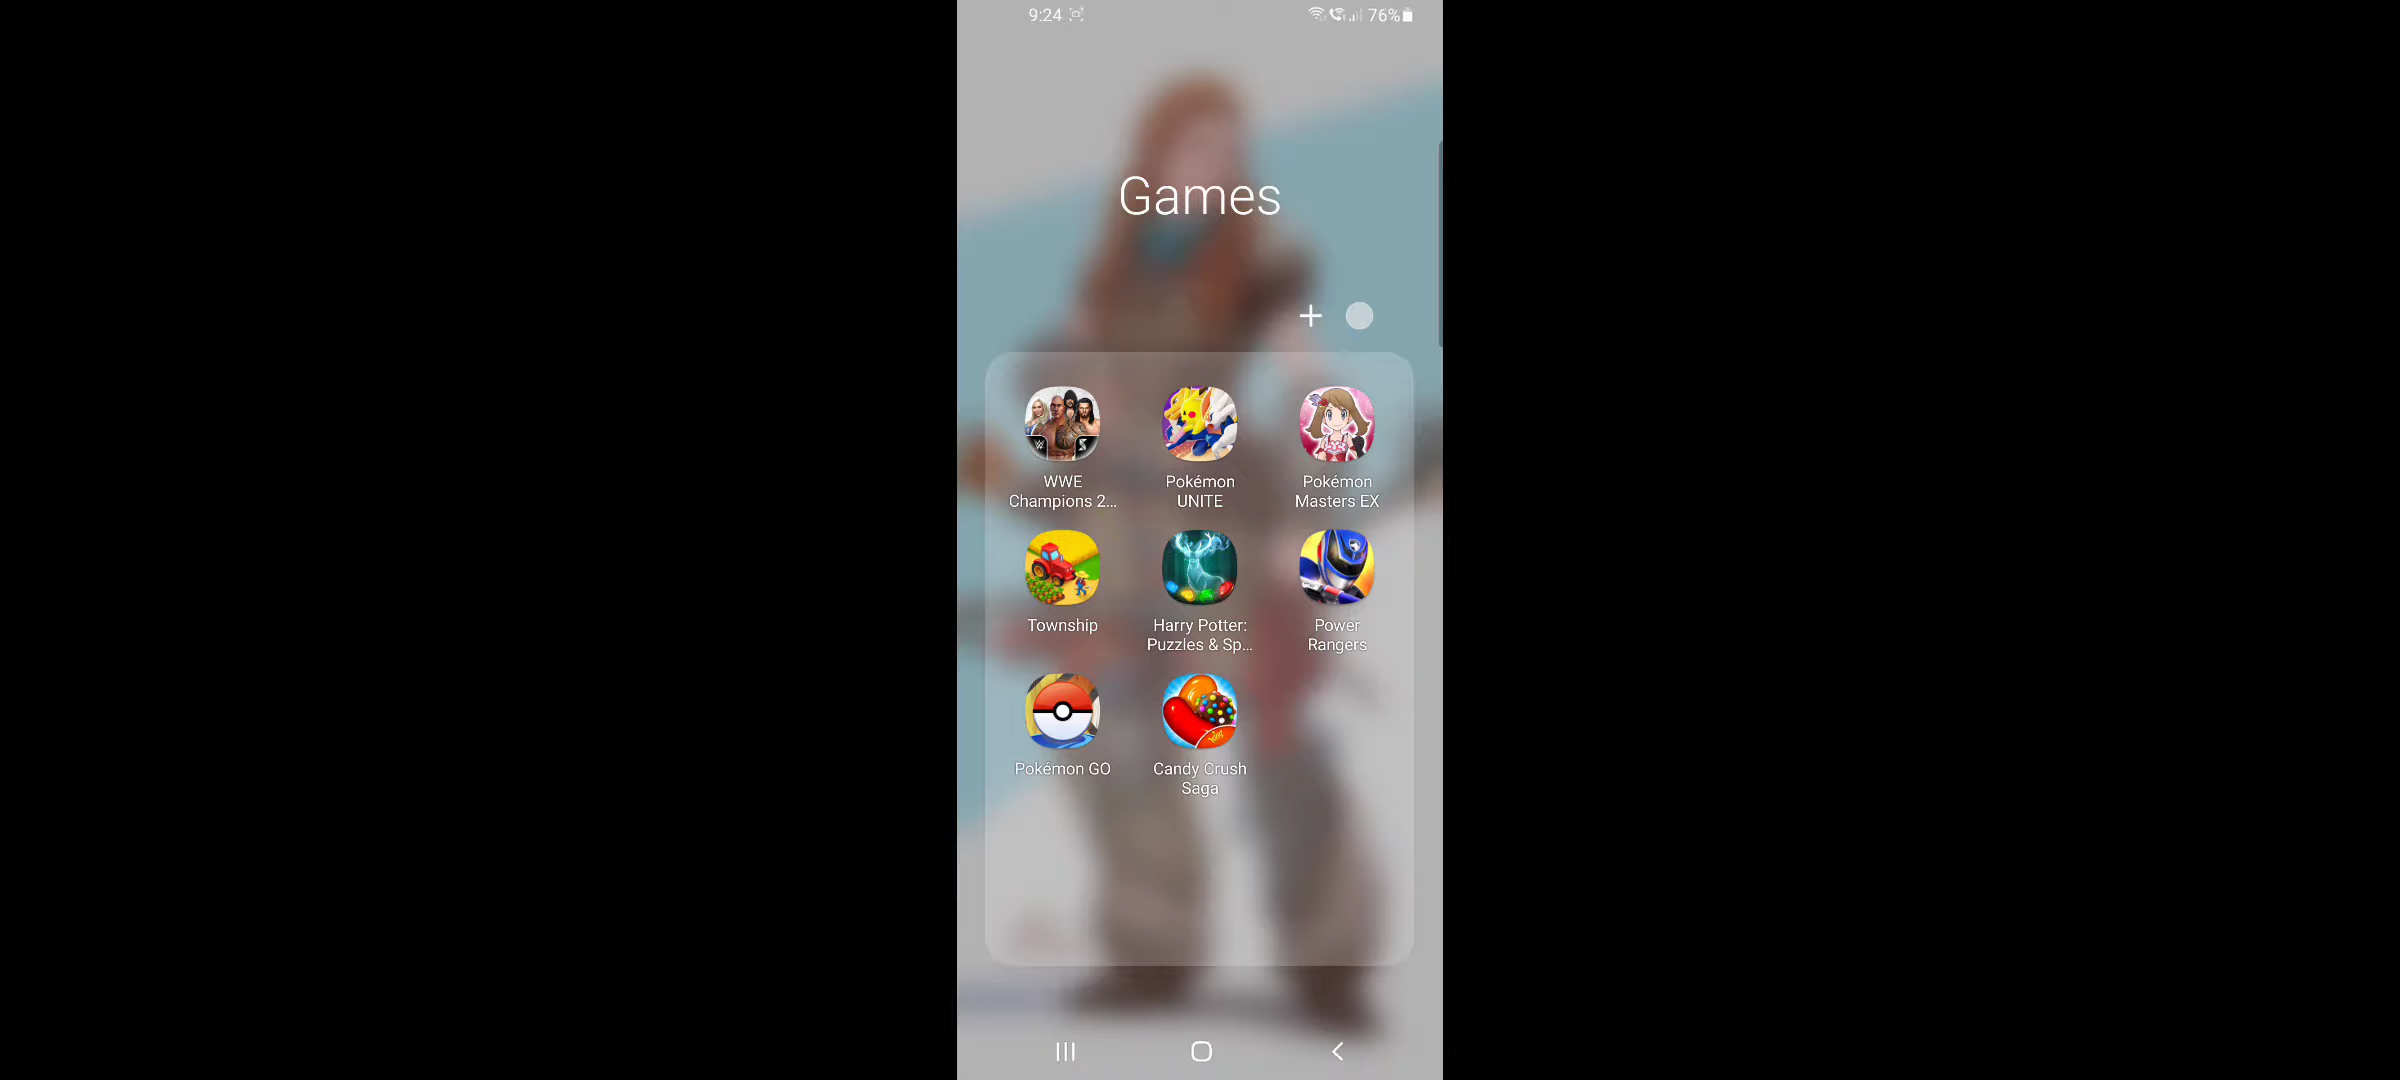 9:24
76%
Games
WWE
Champions 2...
Pokémon
UNITE
Pokémon
Masters EX
Township
Harry Potter:
Puzzles & Sp...
Power
Rangers
Pokémon GO
Candy Crush
Saga